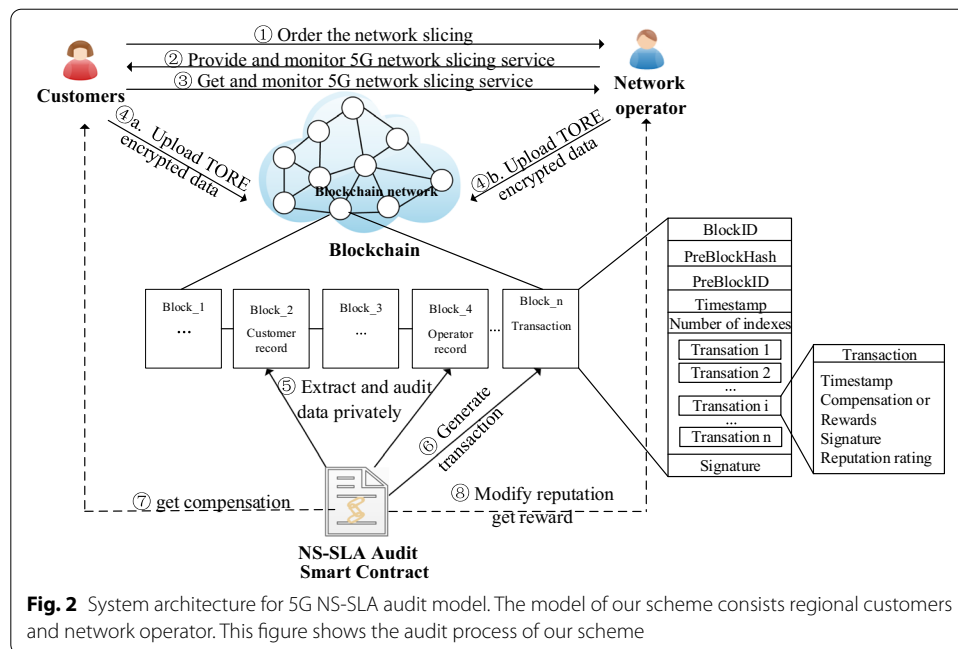 ① Order the network slicing
② Provide and monitor 5G network slicing service
③ Get and monitor 5G network slicing service
Customers
Network
operator
④a. Upload TORE
encrypted data
④b. Upload TORE
encrypted data
Blockchain network
Blockchain
Block_1
...
Block_2
Customer
record
Block_3
...
Block_4
Operator
record
...
Block_n
Transaction
BlockID
PreBlockHash
PreBlockID
Timestamp
Number of indexes
Transation 1
Transation 2
...
Transation i
...
Transation n
Signature
Transaction
Timestamp
Compensation or
Rewards
Signature
Reputation rating
⑤ Extract and audit
data privately
⑥ Generate
transaction
⑦ get compensation
⑧ Modify reputation
get reward
NS-SLA Audit
Smart Contract
Fig. 2 System architecture for 5G NS-SLA audit model. The model of our scheme consists regional customers
and network operator. This figure shows the audit process of our scheme